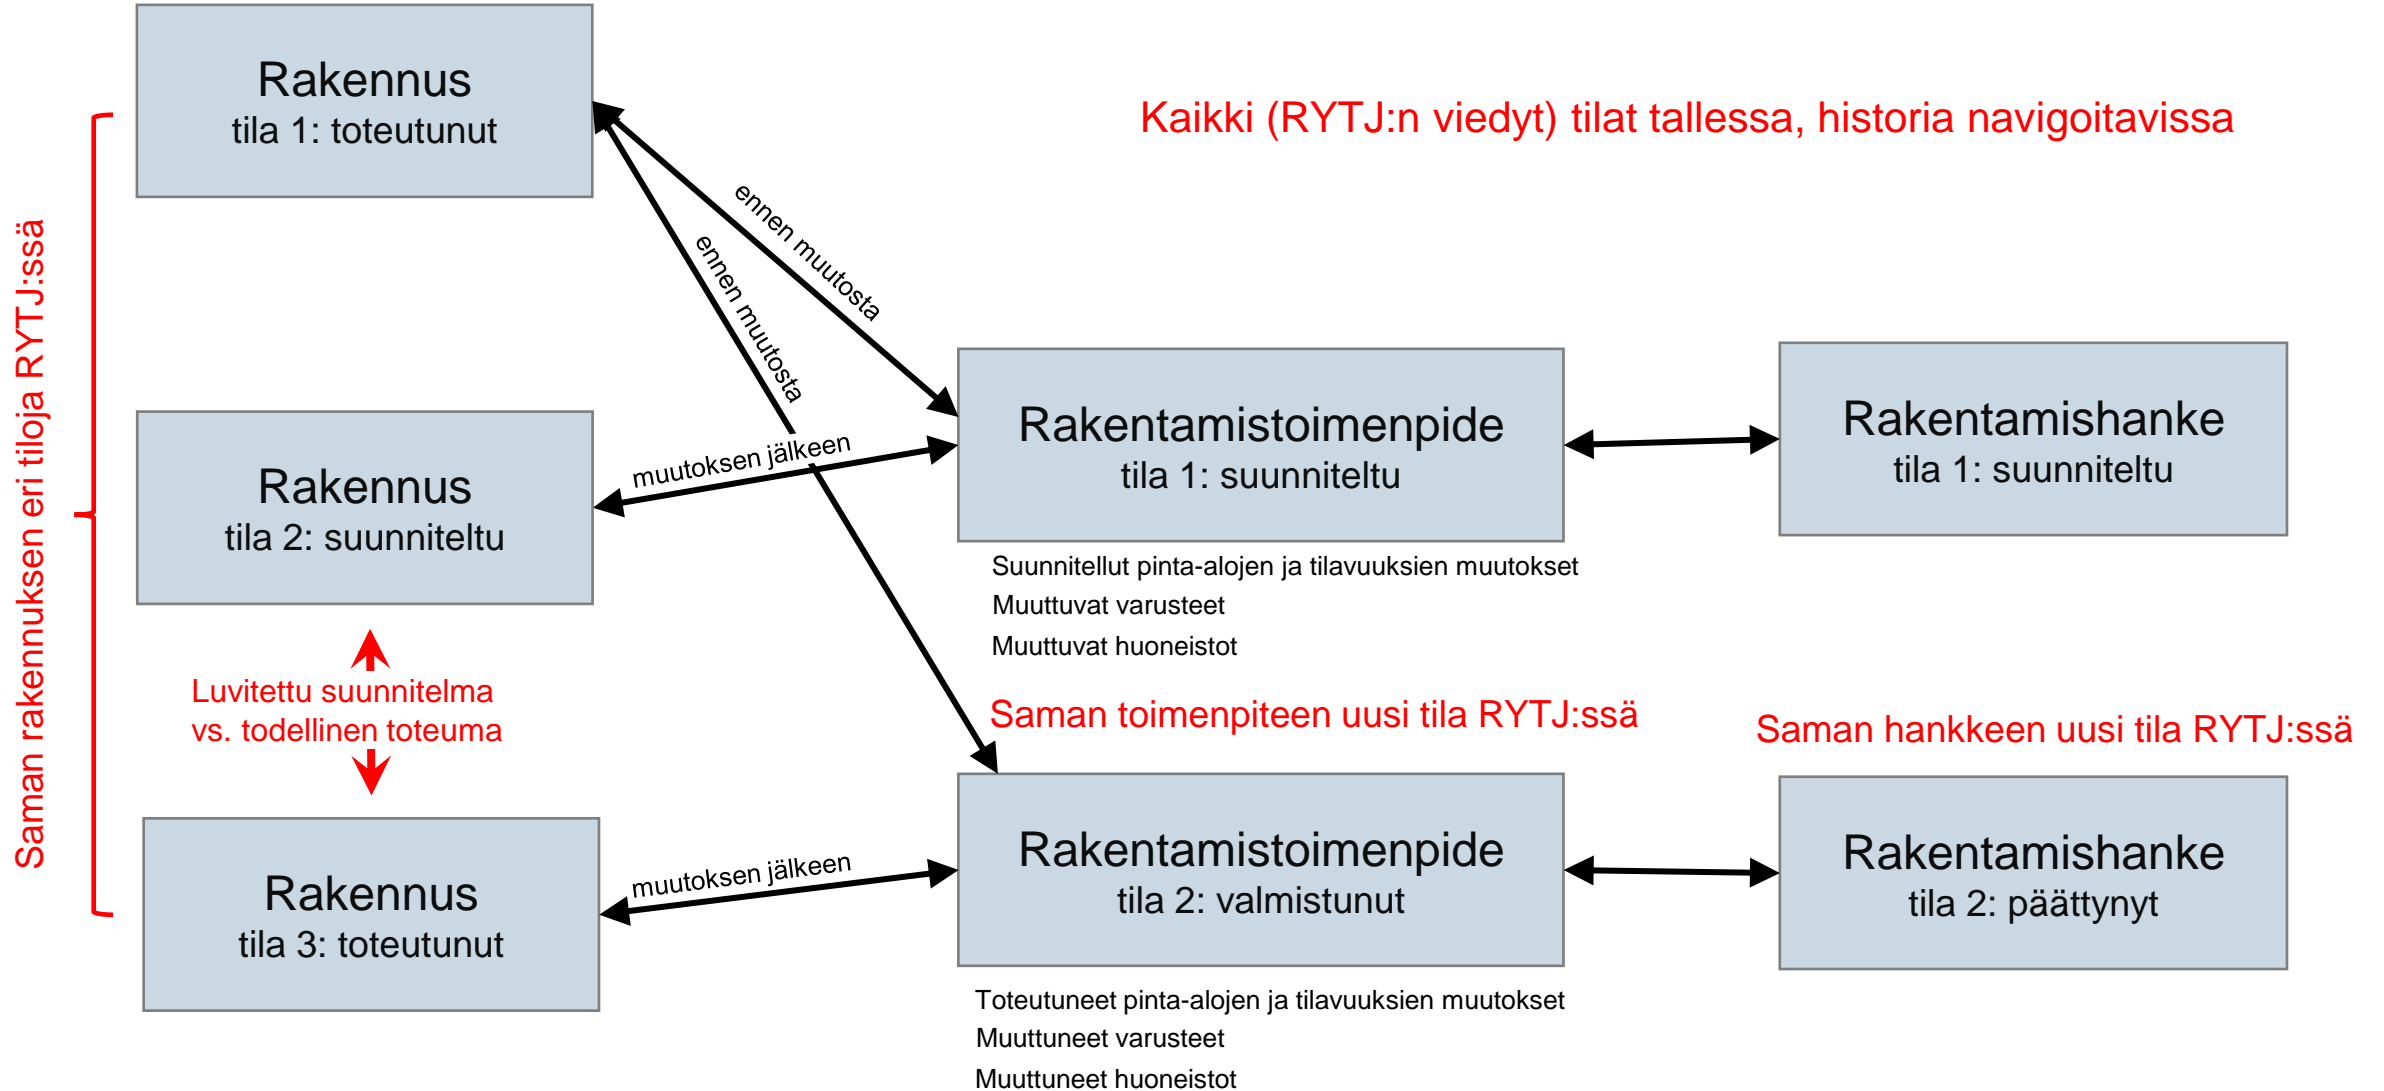 Rakennus
tila 1: toteutunut
Kaikki (RYTJ:n viedyt) tilat tallessa, historia navigoitavissa
Saman rakennuksen eri tiloja RYTJ:ssä
ennen muutosta
ennen muutosta
Rakennus
tila 2: suunniteltu
muutoksen jälkeen
Rakentamistoimenpide
tila 1: suunniteltu
Rakentamishanke
tila 1: suunniteltu
Suunnitellut pinta-alojen ja tilavuuksien muutokset
Muuttuvat varusteet
Muuttuvat huoneistot
Luvitettu suunnitelma
vs. todellinen toteuma
Saman toimenpiteen uusi tila RYTJ:ssä
Saman hankkeen uusi tila RYTJ:ssä
Rakennus
tila 3: toteutunut
muutoksen jälkeen
Rakentamistoimenpide
tila 2: valmistunut
Rakentamishanke
tila 2: päättynyt
Toteutuneet pinta-alojen ja tilavuuksien muutokset
Muuttuneet varusteet
Muuttuneet huoneistot